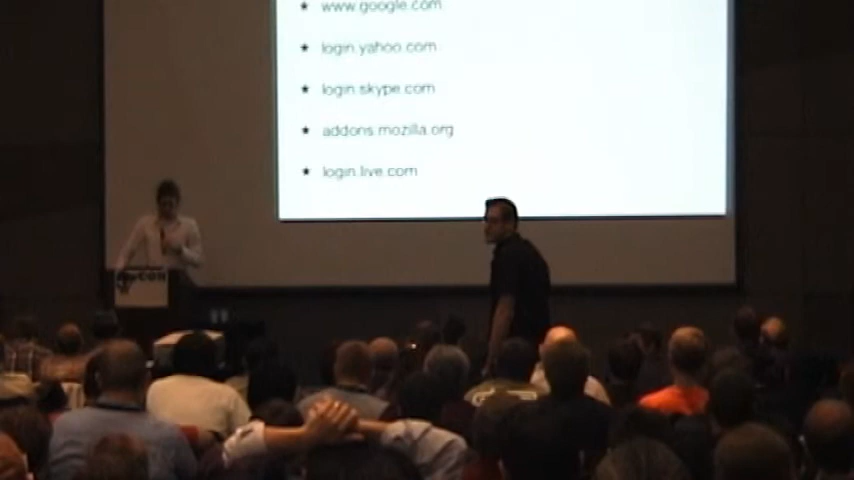 ★ www.google.com
★ login.yahoo.com
★ login.skype.com
★ addons.mozilla.org
★ login.live.com